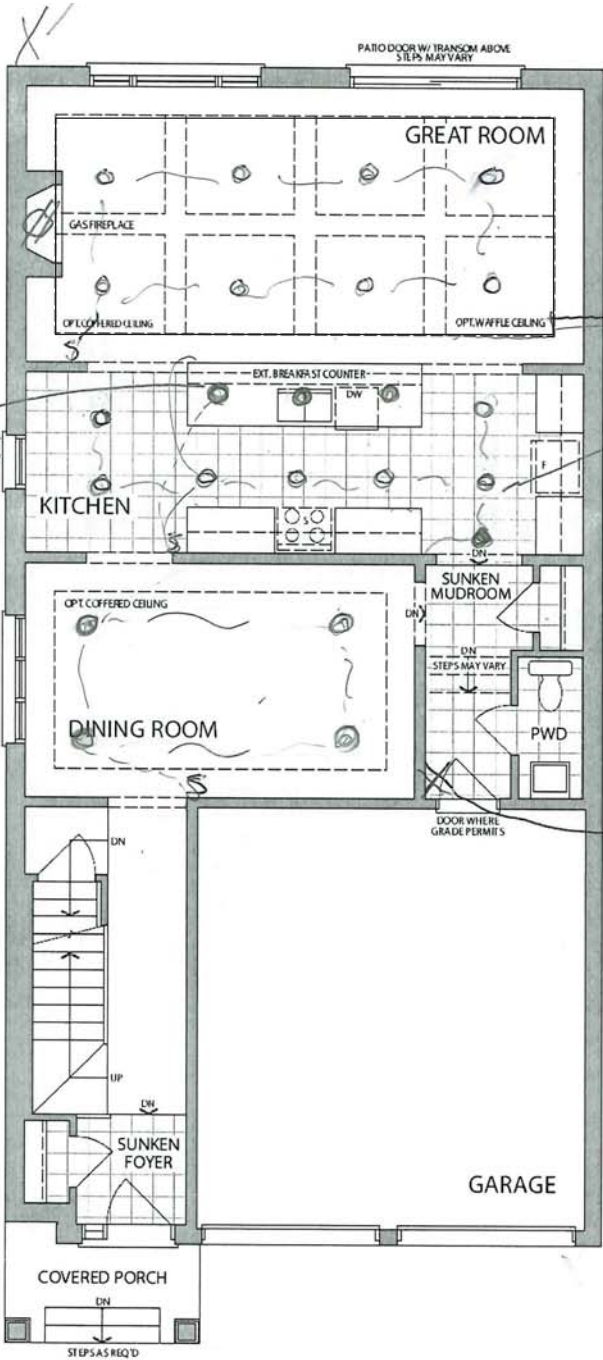 X
PATIO DOOR W/ TRANSOM ABOVE
STEPS MAY VARY
GREAT ROOM
GAS FIREPLACE
OPT. COFFERED CEILING
OPT. WAFFLE CEILING
S
EXT. BREAKFAST COUNTER
DW
F
KITCHEN
S
S
DN
OPT. COFFERED CEILING
SUNKEN
MUDROOM
DN
DN
STEPS MAY VARY
DINING ROOM
PWD
S
X
DOOR WHERE
GRADE PERMITS
DN
UP
DN
SUNKEN
FOYER
GARAGE
COVERED PORCH
DN
STEPS AS REQ'D